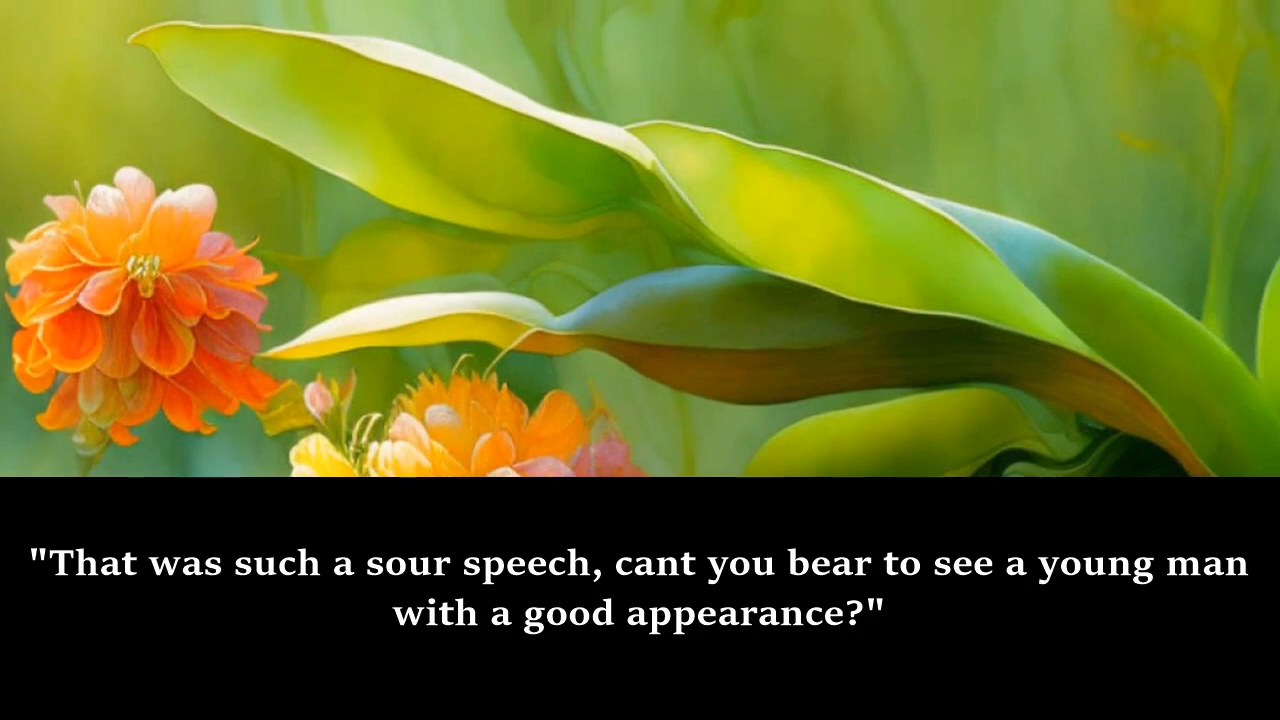 "That was such a sour speech, cant you bear to see a young man
with a good appearance?"